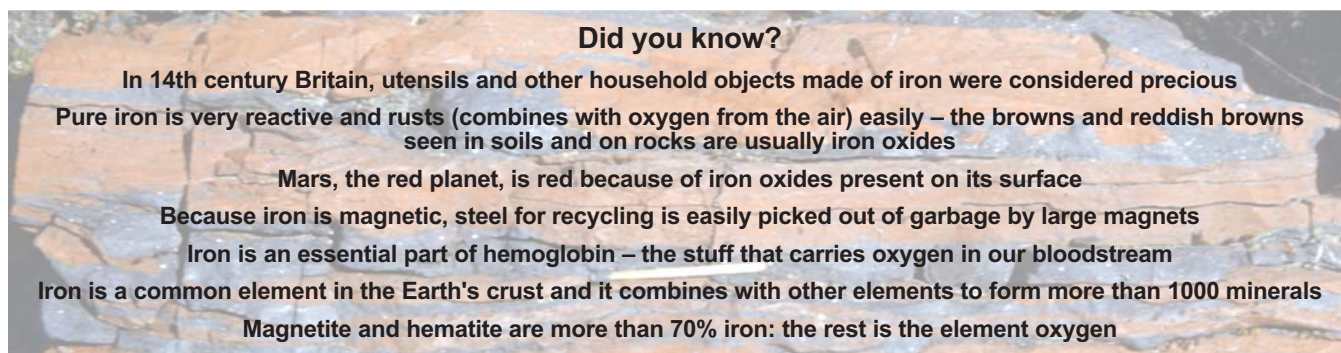 Did you know?
In 14th century Britain, utensils and other household objects made of iron were considered precious
Pure iron is very reactive and rusts (combines with oxygen from the air) easily – the browns and reddish browns
seen in soils and on rocks are usually iron oxides
Mars, the red planet, is red because of iron oxides present on its surface
Because iron is magnetic, steel for recycling is easily picked out of garbage by large magnets
Iron is an essential part of hemoglobin – the stuff that carries oxygen in our bloodstream
Iron is a common element in the Earth's crust and it combines with other elements to form more than 1000 minerals
Magnetite and hematite are more than 70% iron: the rest is the element oxygen